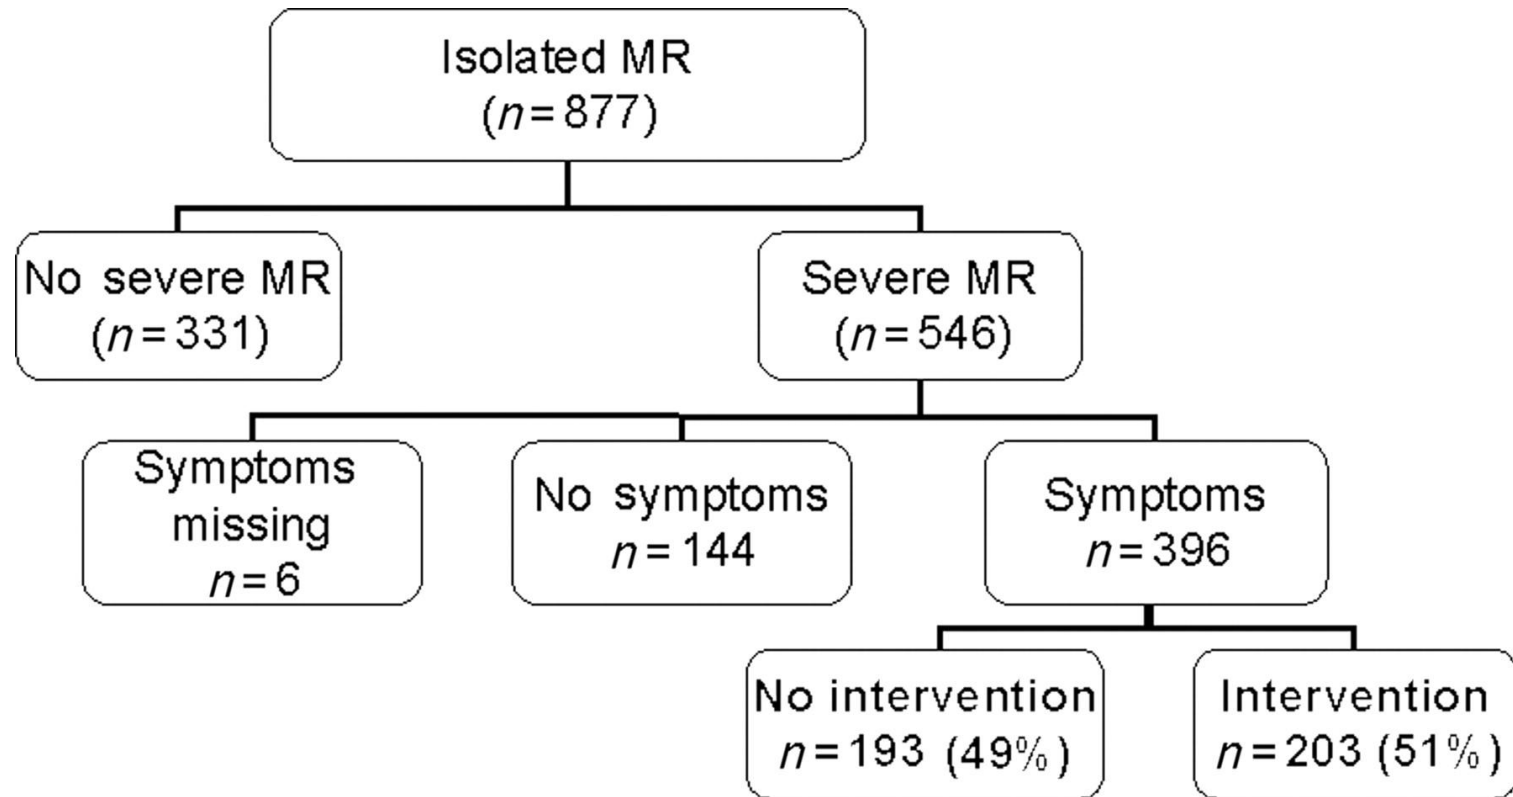 Isolated MR
(n=877)
No severe MR
(n=331)
Severe MR
(n=546)
Symptoms
missing
n=6
No symptoms
n=144
Symptoms
n=396
No intervention
n=193 (49%)
Intervention
n=203 (51%)